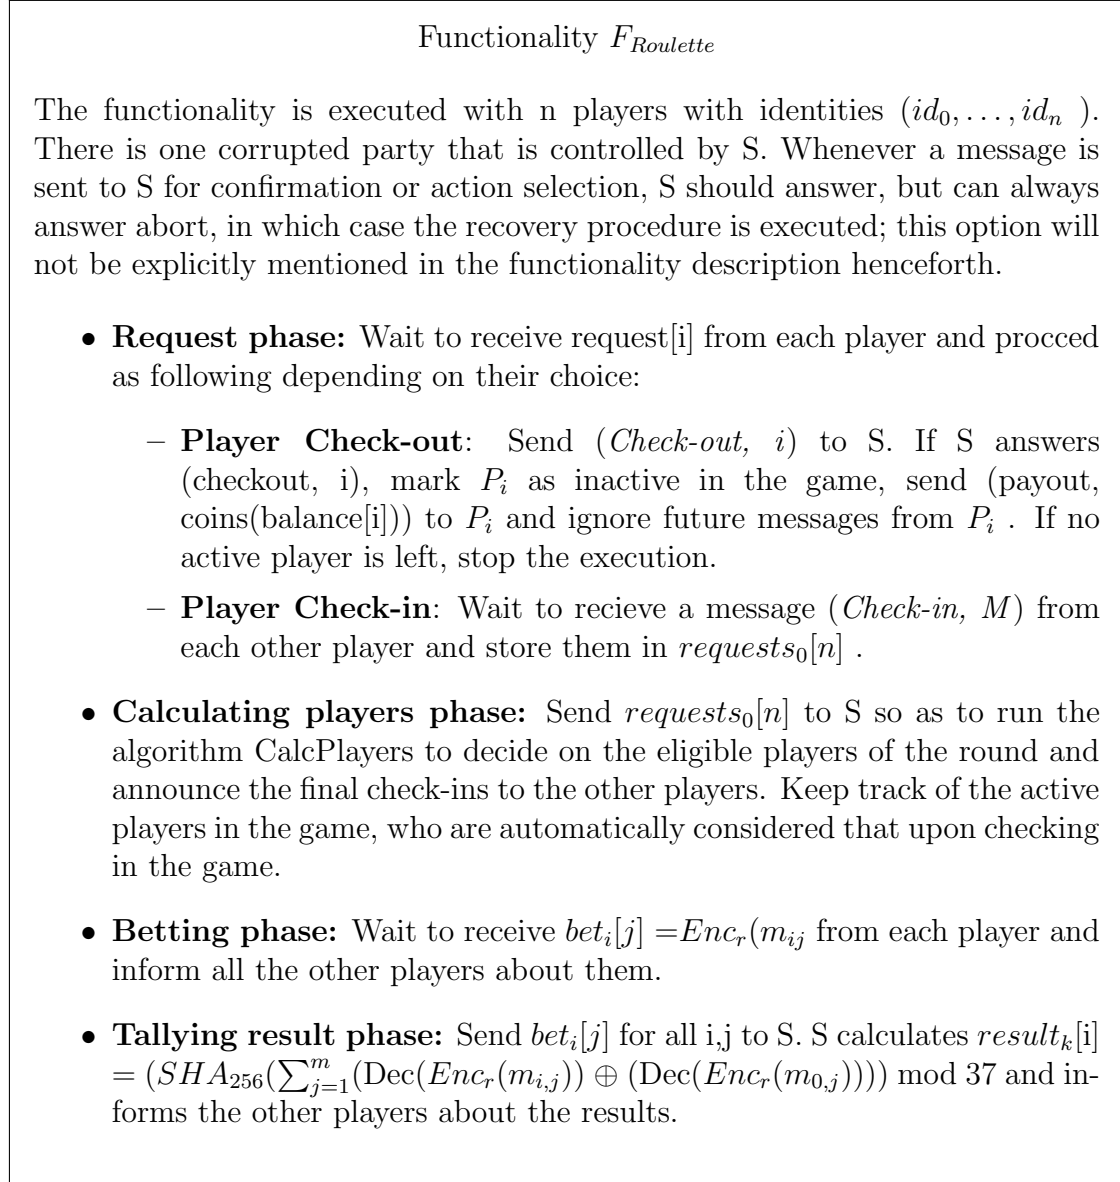 Functionality F_{Roulette}
The functionality is executed with n players with identities (id_0, . . . , id_n ).
There is one corrupted party that is controlled by S. Whenever a message is
sent to S for confirmation or action selection, S should answer, but can always
answer abort, in which case the recovery procedure is executed; this option will
not be explicitly mentioned in the functionality description henceforth.
• Request phase: Wait to receive request[i] from each player and procced
as following depending on their choice:
– Player Check-out: Send (Check-out, i) to S. If S answers
(checkout, i), mark P_i as inactive in the game, send (payout,
coins(balance[i])) to P_i and ignore future messages from P_i . If no
active player is left, stop the execution.
– Player Check-in: Wait to recieve a message (Check-in, M) from
each other player and store them in requests_0[n] .
• Calculating players phase: Send requests_0[n] to S so as to run the
algorithm CalcPlayers to decide on the eligible players of the round and
announce the final check-ins to the other players. Keep track of the active
players in the game, who are automatically considered that upon checking
in the game.
• Betting phase: Wait to receive bet_i[j] =Enc_r(m_{ij} from each player and
inform all the other players about them.
• Tallying result phase: Send bet_i[j] for all i,j to S. S calculates result_k[i]
= (SHA_{256}(∑_{j=1}^{m}(Dec(Enc_r(m_{i,j})) ⊕ (Dec(Enc_r(m_{0,j})))) mod 37 and in-
forms the other players about the results.